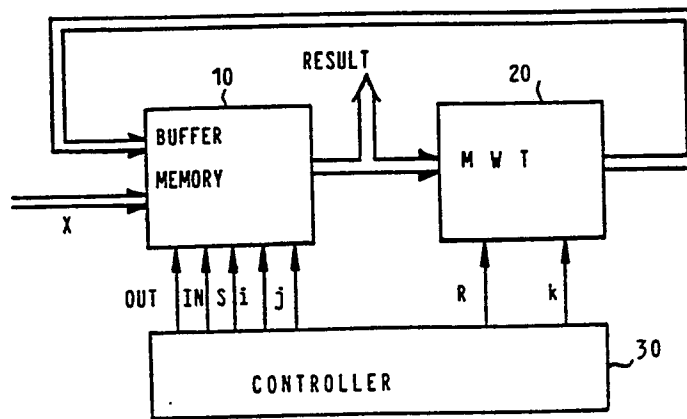 RESULT
10
20
BUFFER
MEMORY
M W T
X
OUT IN S i j
R k
30
CONTROLLER